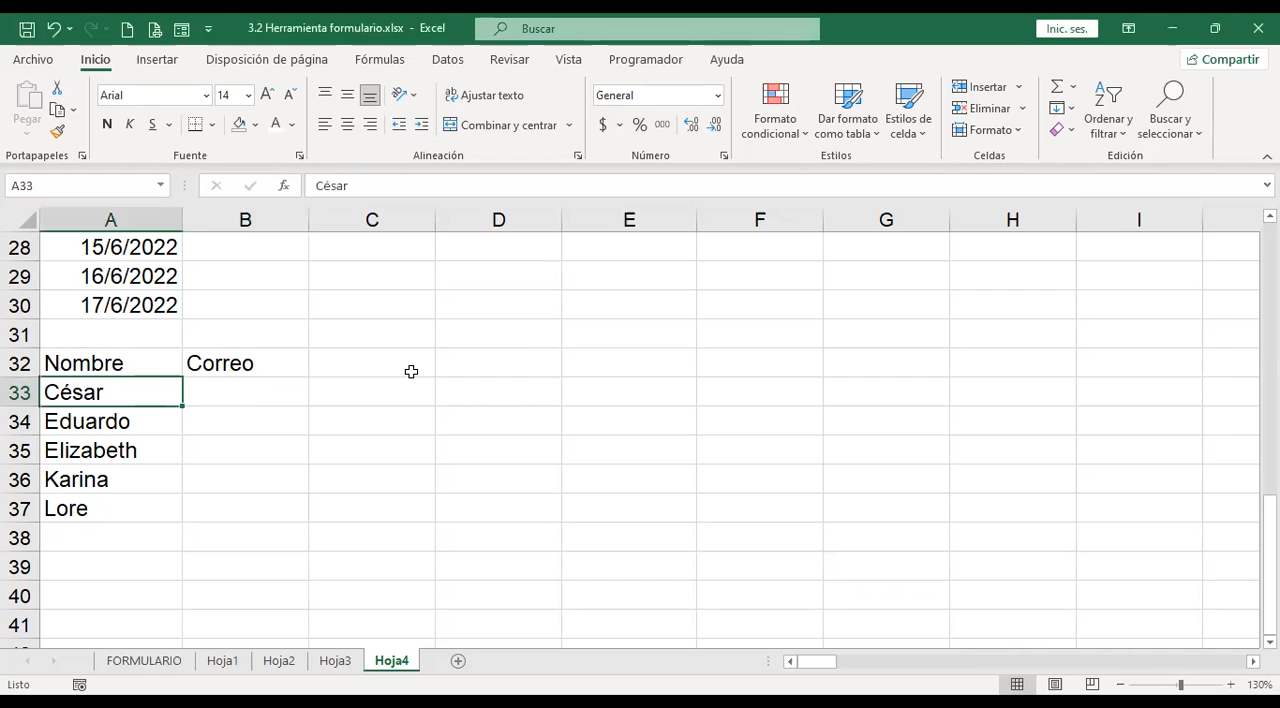 3.2 Herramienta formulario.xlsx - Excel
Buscar
Inic. ses.
Archivo Inicio Insertar Disposición de página Fórmulas Datos Revisar Vista Programador Ayuda
Compartir
Pegar
Portapapeles
Arial 14
N K S
Fuente
Ajustar texto
Combinar y centrar
Alineación
General
$ % 000
Número
Formato condicional
Dar formato como tabla
Estilos de celda
Estilos
Insertar
Eliminar
Formato
Celdas
Ordenar y filtrar
Buscar y seleccionar
Edición
A33 fx César
A B C D E F G H I
28 15/6/2022
29 16/6/2022
30 17/6/2022
31
32 Nombre Correo
33 César
34 Eduardo
35 Elizabeth
36 Karina
37 Lore
38
39
40
41
FORMULARIO Hoja1 Hoja2 Hoja3 Hoja4
Listo
130%